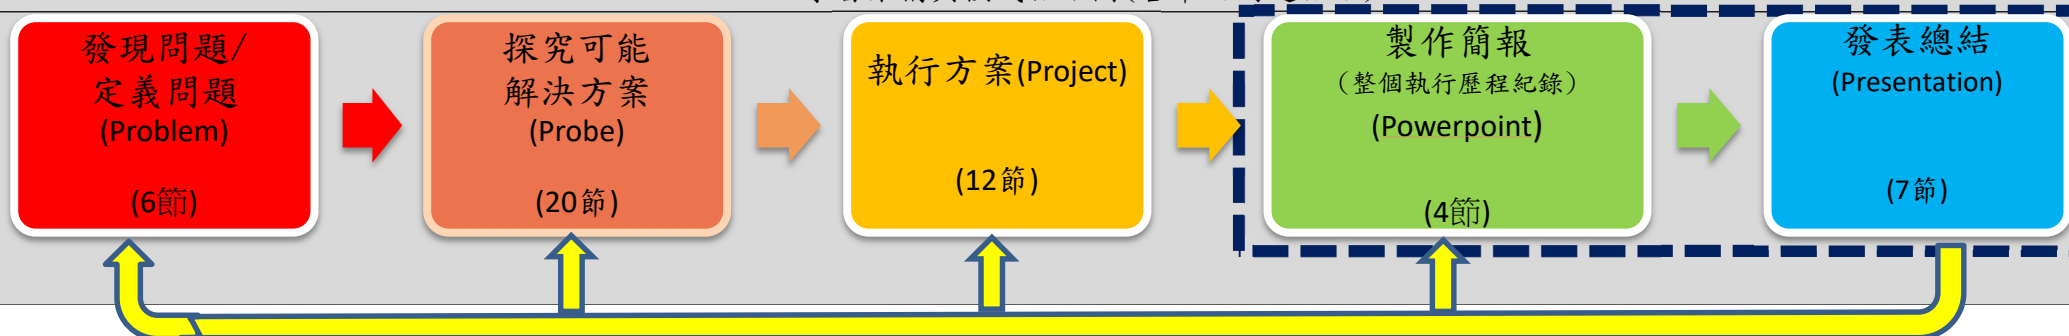 發現問題/
定義問題
(Problem)
(6節)
探究可能
解決方案
(Probe)
(20節)
執行方案(Project)
(12節)
製作簡報
（整個執行歷程紀錄）
(Powerpoint)
(4節)
發表總結
(Presentation)
(7節)